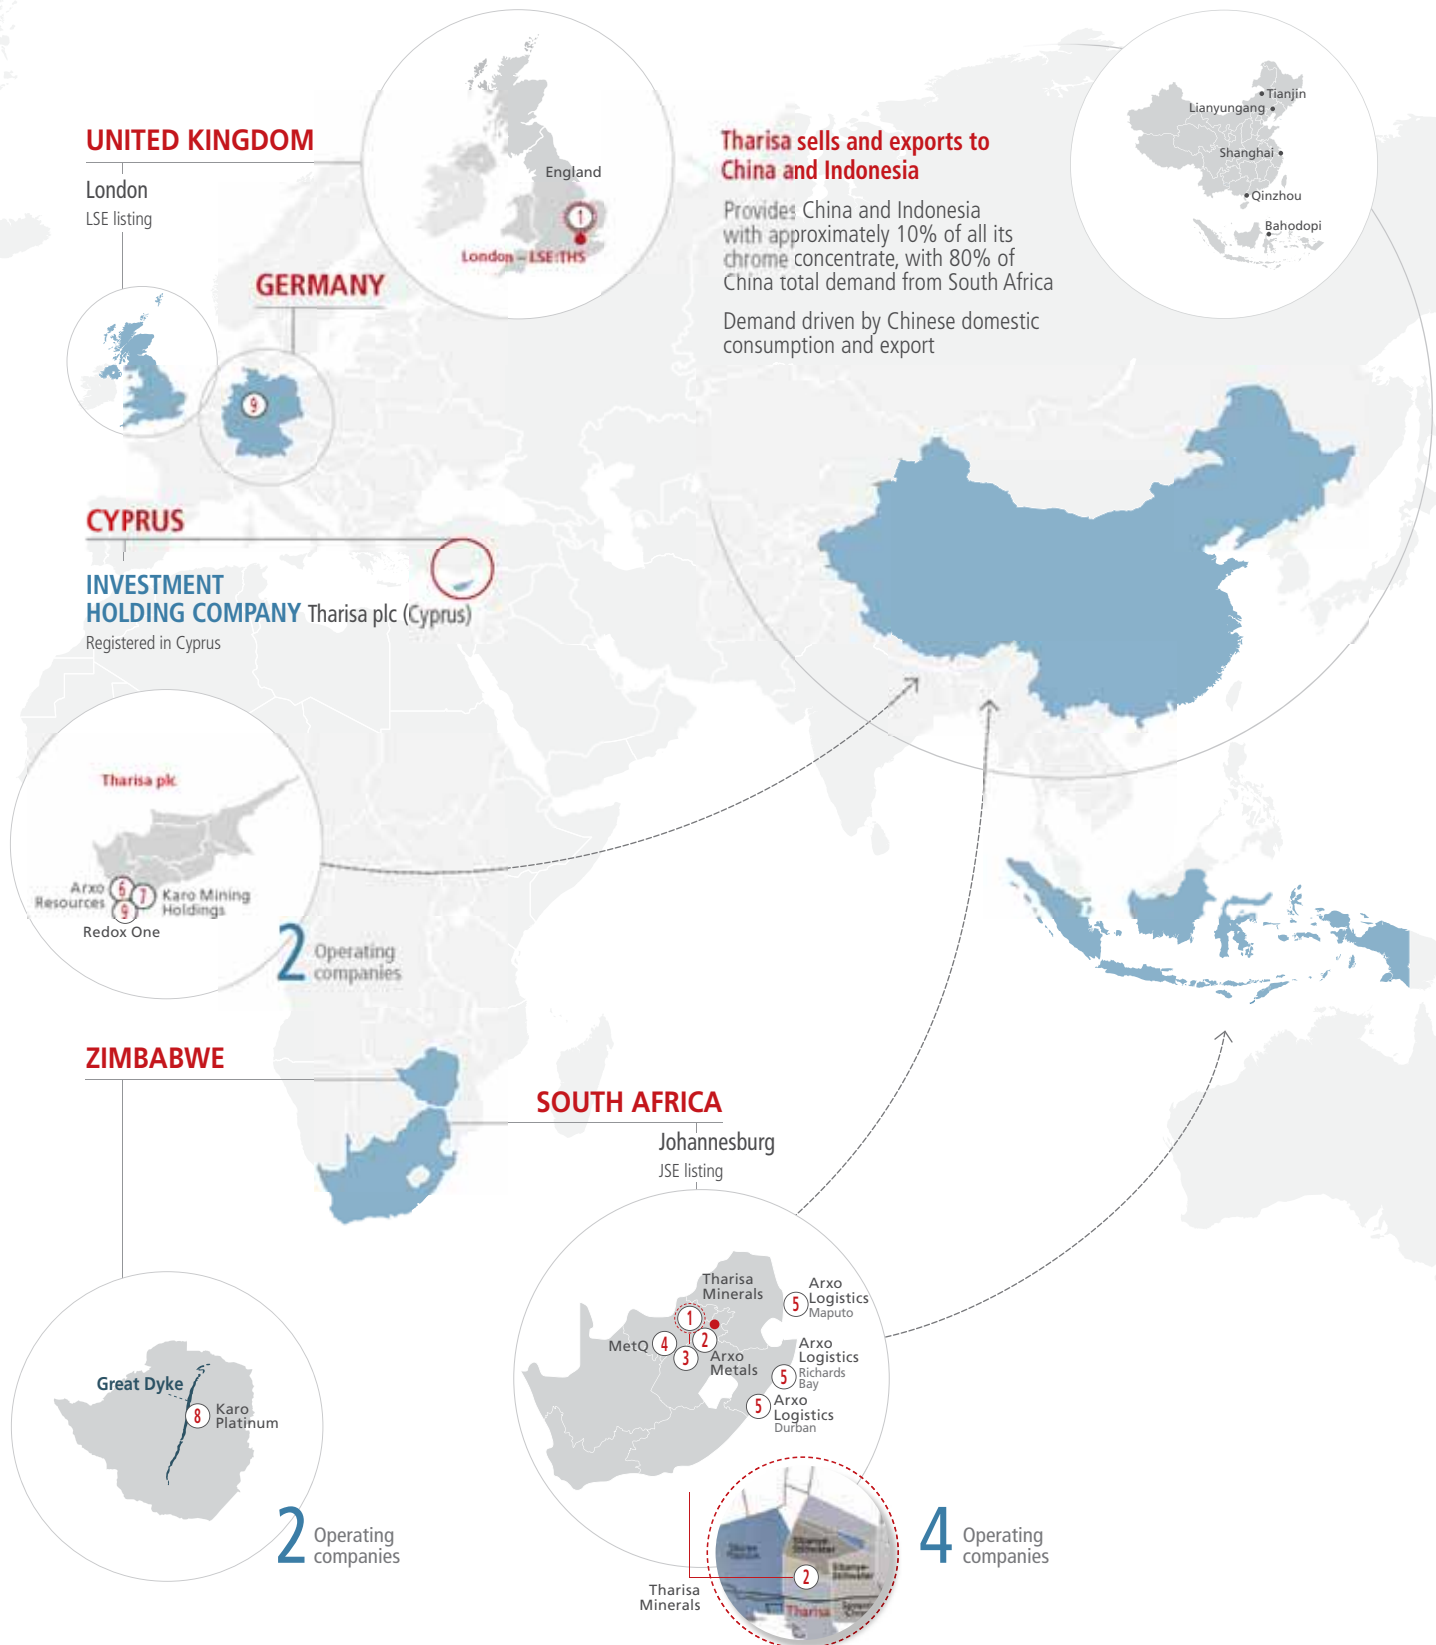 UNITED KINGDOM
London
LSE listing
England
1
London – LSE:THS
GERMANY
9
Tharisa sells and exports to
China and Indonesia
Provides China and Indonesia
with approximately 10% of all its
chrome concentrate, with 80% of
China total demand from South Africa
Demand driven by Chinese domestic
consumption and export
Tianjin
Lianyungang
Shanghai
Qinzhou
Bahodopi
CYPRUS
INVESTMENT
HOLDING COMPANY Tharisa plc (Cyprus)
Registered in Cyprus
Tharisa plc
Arxo
Resources
6
7
9
Karo Mining
Holdings
Redox One
2 Operating
companies
ZIMBABWE
Great Dyke
8
Karo
Platinum
2 Operating
companies
SOUTH AFRICA
Johannesburg
JSE listing
Tharisa
Minerals
1
MetQ 4
2
3
Arxo
Metals
5
Arxo
Logistics
Maputo
Arxo
Logistics
5 Richards
Bay
5 Arxo
Logistics
Durban
Sibanye-
Stillwater
Sibanye-
Stillwater
2
Tharisa
Tharisa
Minerals
4 Operating
companies